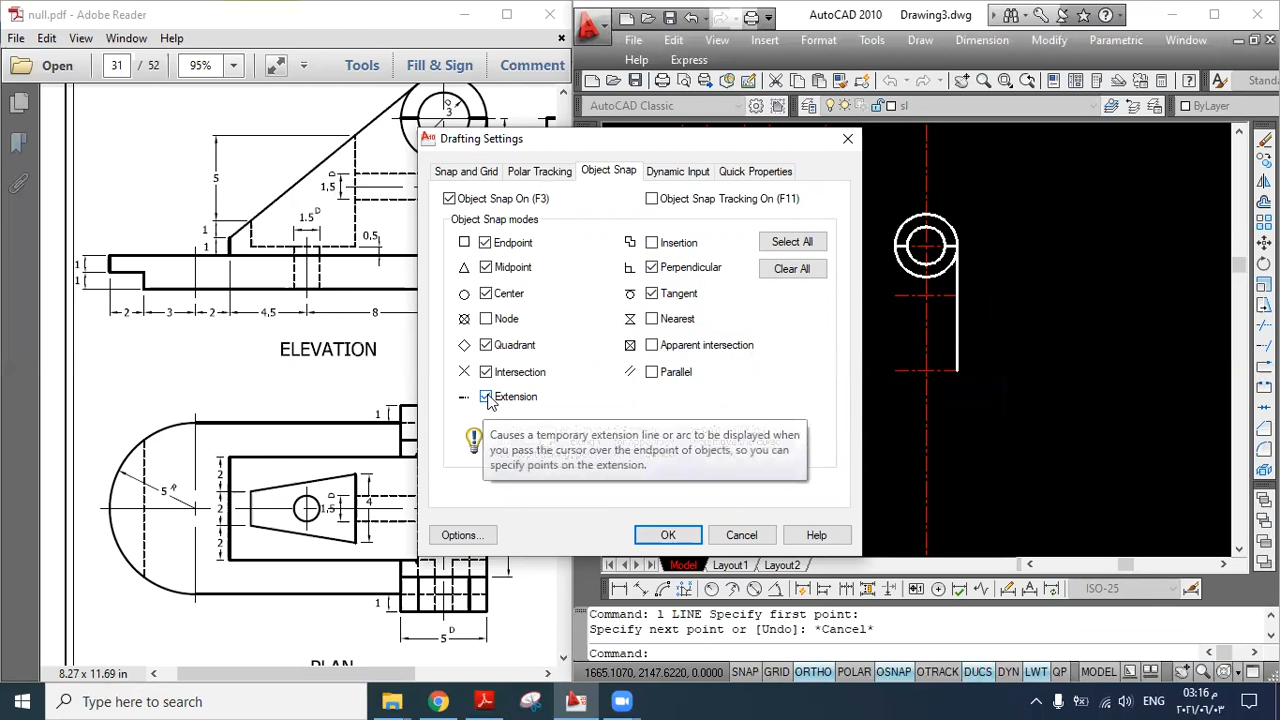 null.pdf - Adobe Reader
File Edit View Window Help
Open 31 / 52 95% Tools Fill & Sign Comment
3
5
1
1
D
1,5
D
1.5
0,5
1
1
2 3 2 4,5 8
ELEVATION
1
5 R
2
2
2
D
1,5
4
1
D
5
PLAN
8.27 x 11.69 in
AutoCAD 2010 Drawing3.dwg
File Edit View Insert Format Tools Draw Dimension Modify Parametric Window
Help Express
Standa
AutoCAD Classic
sl
ByLayer
Drafting Settings
Snap and Grid Polar Tracking Object Snap Dynamic Input Quick Properties
Object Snap On (F3) Object Snap Tracking On (F11)
Object Snap modes
Endpoint Insertion Select All
Midpoint Perpendicular Clear All
Center Tangent
Node Nearest
Quadrant Apparent intersection
Intersection Parallel
Extension
Causes a temporary extension line or arc to be displayed when
you pass the cursor over the endpoint of objects, so you can
specify points on the extension.
Options... OK Cancel Help
Model Layout1 Layout2
ISO-25
Command: l LINE Specify first point:
Specify next point or [Undo]: *Cancel*
Command:
1665.1070, 2147.6220, 0.0000 SNAP GRID ORTHO POLAR OSNAP OTRACK DUCS DYN LWT QP MODEL
Type here to search
ENG
03:16 م
٢٠٢١/٠٦/٠٣